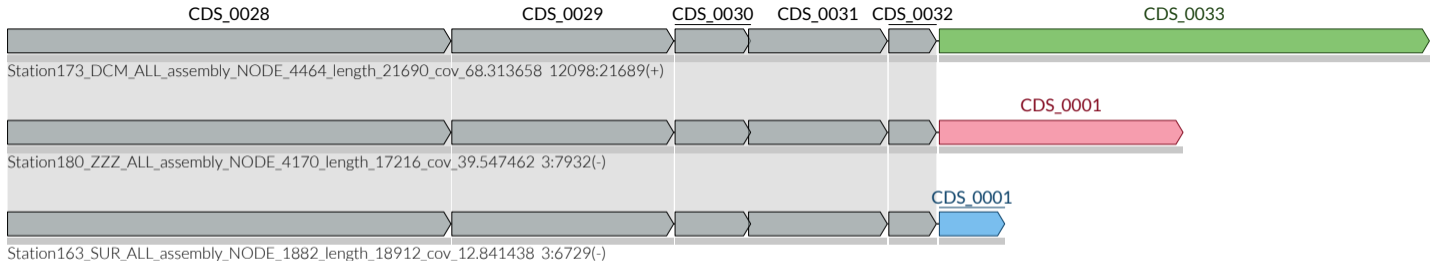 CDS_0028 CDS_0029 CDS_0030 CDS_0031 CDS_0032 CDS_0033
Station173_DCM_ALL_assembly_NODE_4464_length_21690_cov_68.313658 12098:21689(+)
CDS_0001
Station180_ZZZ_ALL_assembly_NODE_4170_length_17216_cov_39.547462 3:7932(-)
CDS_0001
Station163_SUR_ALL_assembly_NODE_1882_length_18912_cov_12.841438 3:6729(-)